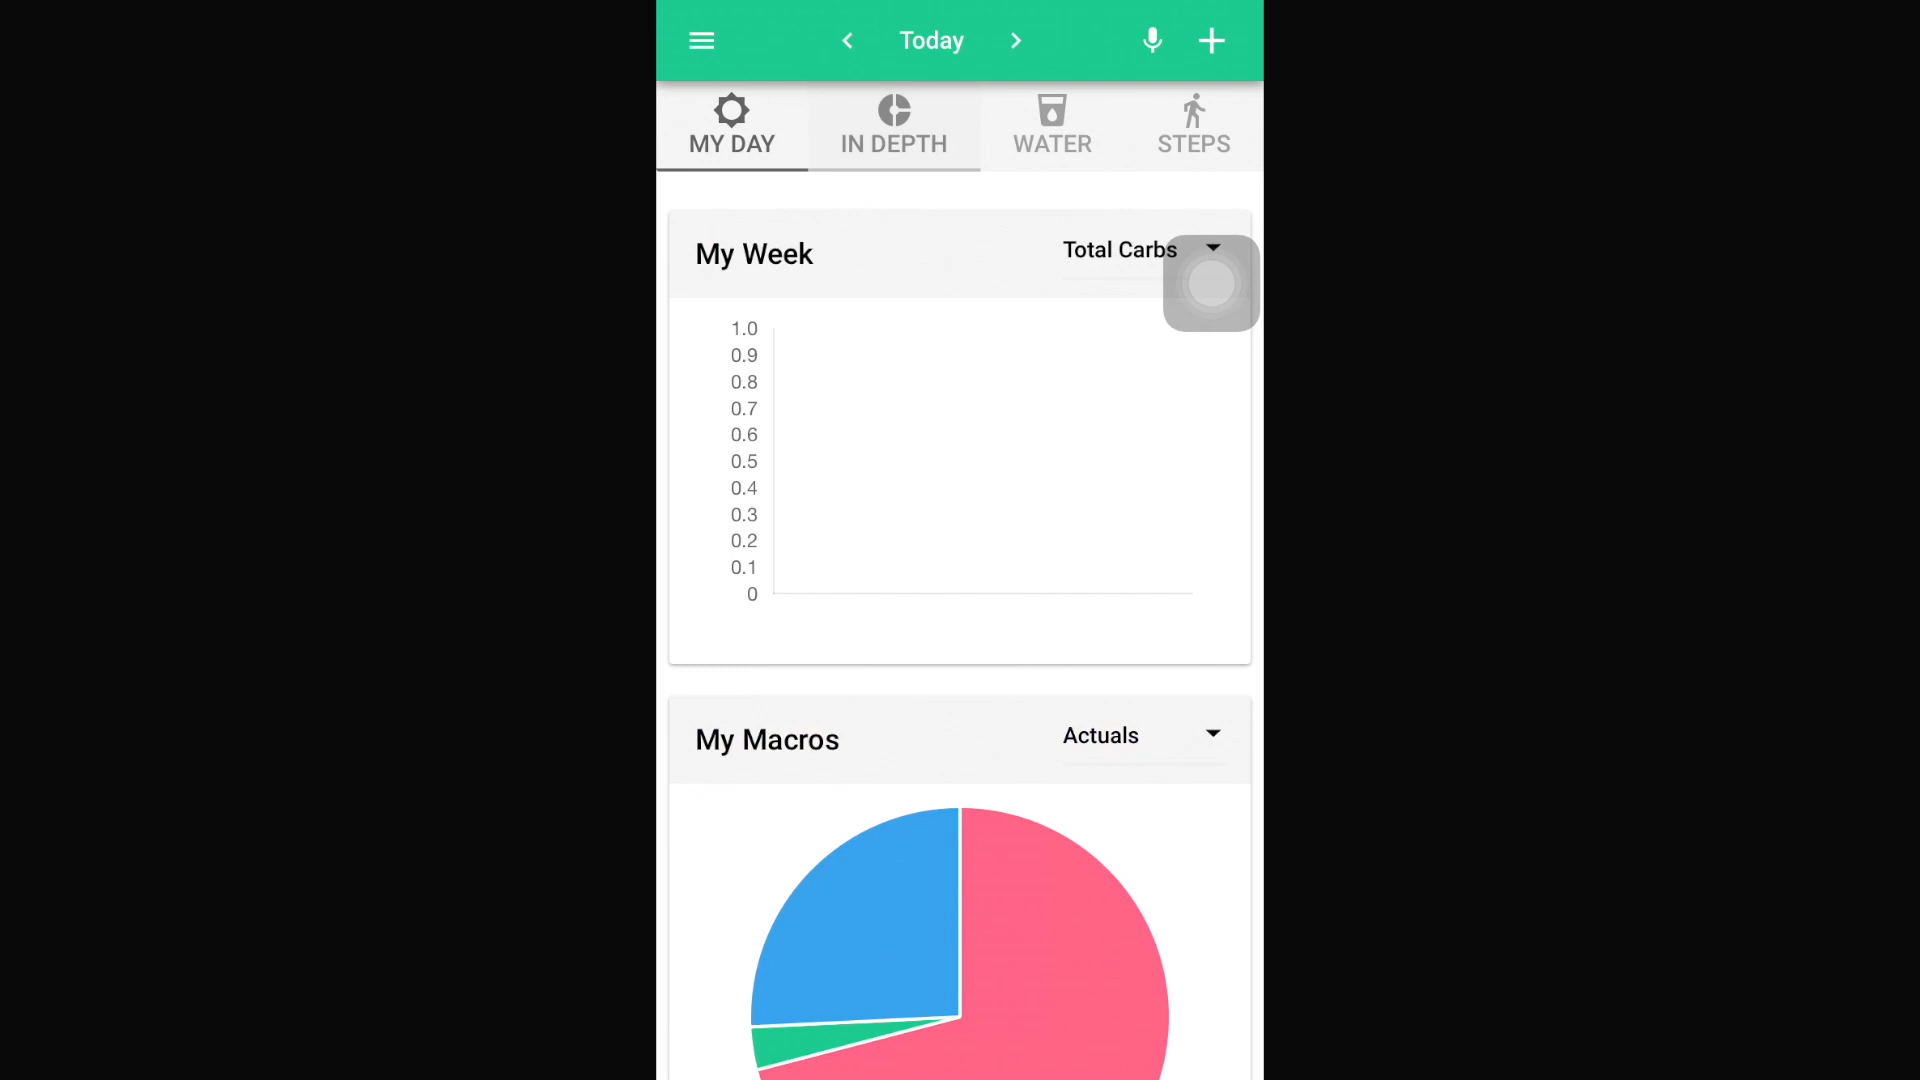 Today
MY DAY
IN DEPTH
WATER
STEPS
My Week
Total Carbs
1.0
0.9
0.8
0.7
0.6
0.5
0.4
0.3
0.2
0.1
0
My Macros
Actuals